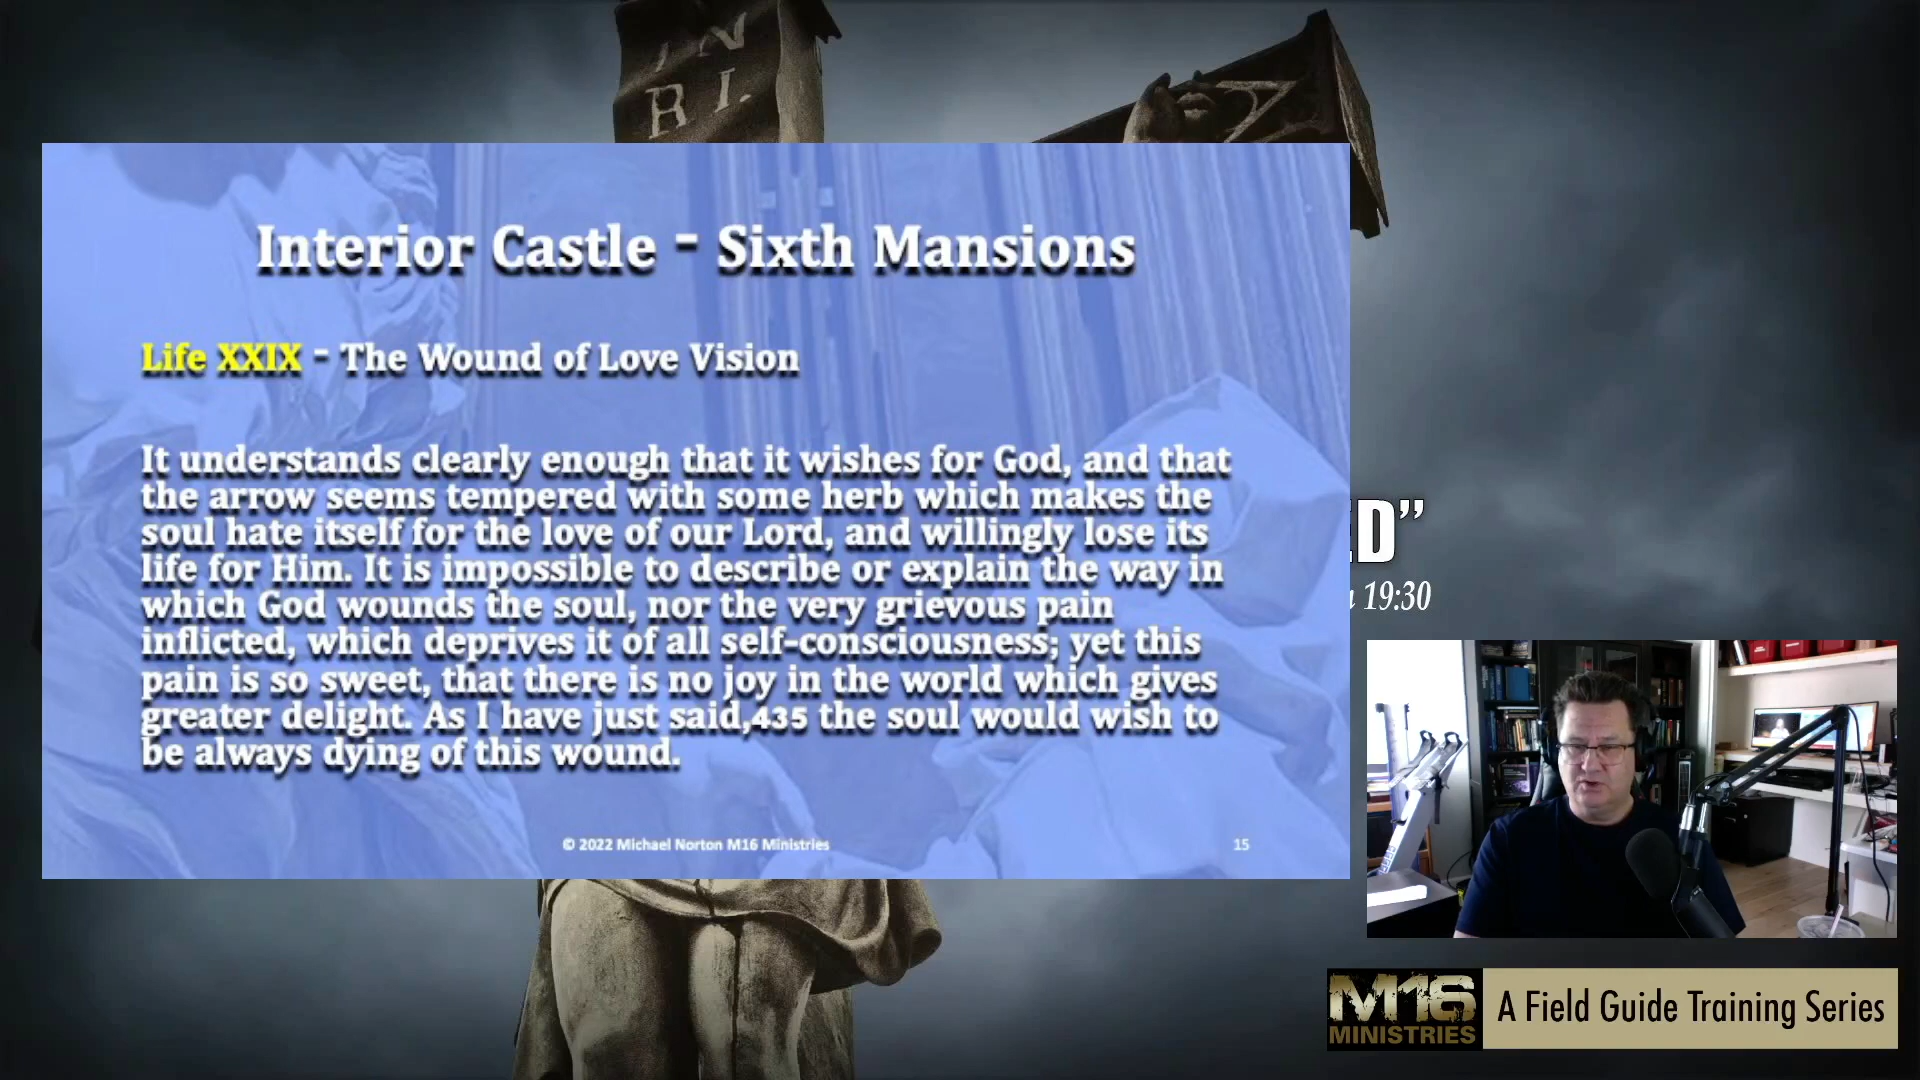 IN
RI.
Interior Castle - Sixth Mansions
Life XXIX - The Wound of Love Vision
It understands clearly enough that it wishes for God, and that
the arrow seems tempered with some herb which makes the
soul hate itself for the love of our Lord, and willingly lose its
life for Him. It is impossible to describe or explain the way in
which God wounds the soul, nor the very grievous pain
inflicted, which deprives it of all self-consciousness; yet this
pain is so sweet, that there is no joy in the world which gives
greater delight. As I have just said,435 the soul would wish to
be always dying of this wound.
© 2022 Michael Norton M16 Ministries
15
ED”
19:30
M16
MINISTRIES
A Field Guide Training Series